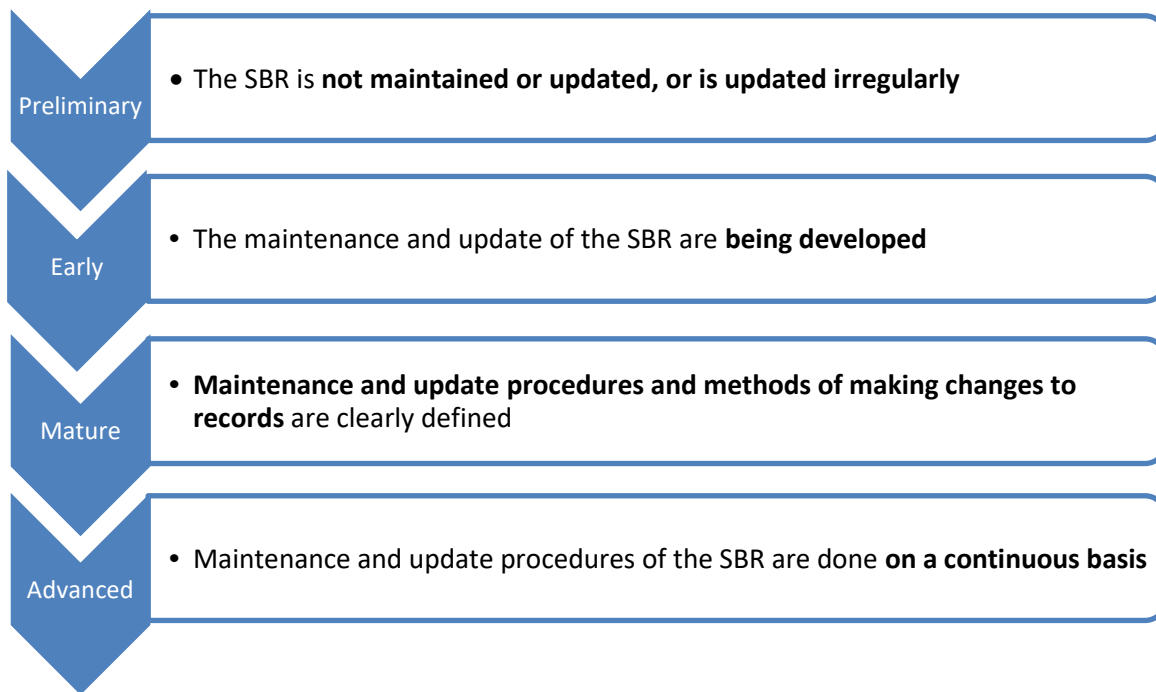 Preliminary
• The SBR is not maintained or updated, or is updated irregularly
Early
• The maintenance and update of the SBR are being developed
Mature
• Maintenance and update procedures and methods of making changes to
records are clearly defined
Advanced
• Maintenance and update procedures of the SBR are done on a continuous basis